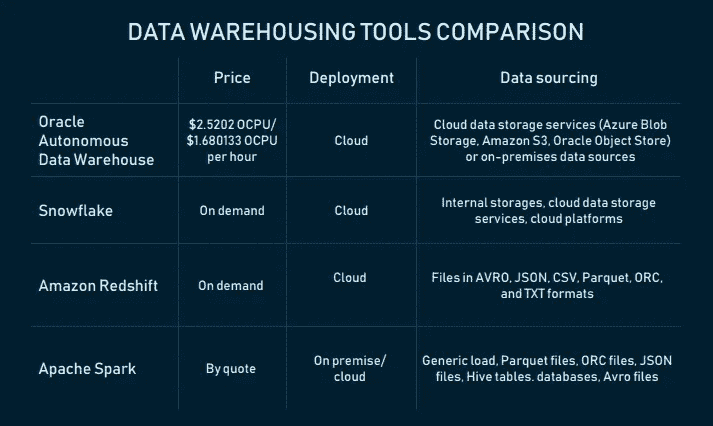 DATA WAREHOUSING TOOLS COMPARISON
Price
Deployment
Data sourcing
Oracle
Autonomous
Data Warehouse
$2.5202 OCPU/
$1.680133 OCPU
per hour
Cloud
Cloud data storage services (Azure Blob
Storage, Amazon S3, Oracle Object Store)
or on-premises data sources
Snowflake
On demand
Cloud
Internal storages, cloud data storage
services, cloud platforms
Amazon Redshift
On demand
Cloud
Files in AVRO, JSON, CSV, Parquet, ORC,
and TXT formats
Apache Spark
By quote
On premise/
cloud
Generic load, Parquet files, ORC files, JSON
files, Hive tables. databases, Avro files